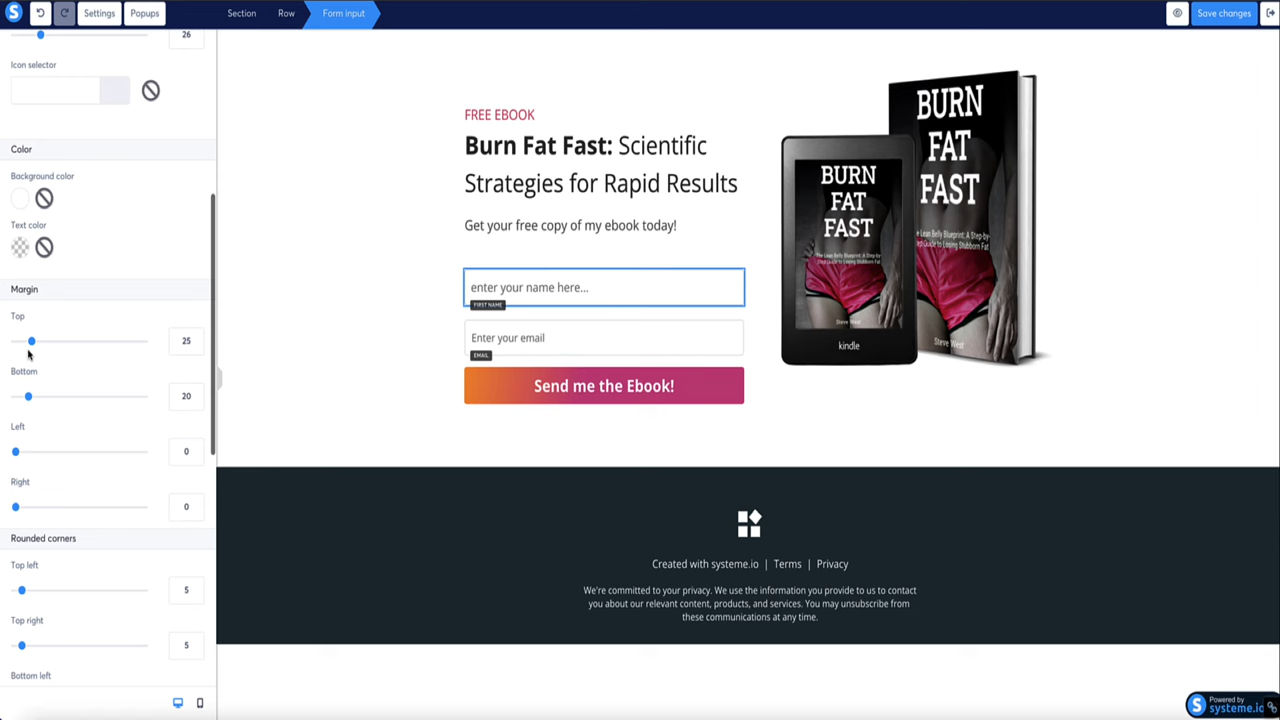 S
Settings
Popups
Section
Row
Form input
Save changes
26
Icon selector
Color
Background color
Text color
Margin
Top
25
Bottom
20
Left
0
Right
0
Rounded corners
Top left
5
Top right
5
Bottom left
FREE EBOOK
Burn Fat Fast: Scientific
Strategies for Rapid Results
Get your free copy of my ebook today!
enter your name here...
FIRST NAME
Enter your email
EMAIL
Send me the Ebook!
BURN
FAT
FAST
Steve West
kindle
BURN
FAT
FAST
Steve West
Created with systeme.io | Terms | Privacy
We're committed to your privacy. We use the information you provide to us to contact
you about our relevant content, products, and services. You may unsubscribe from
these communications at any time.
S
Powered by
systeme.io